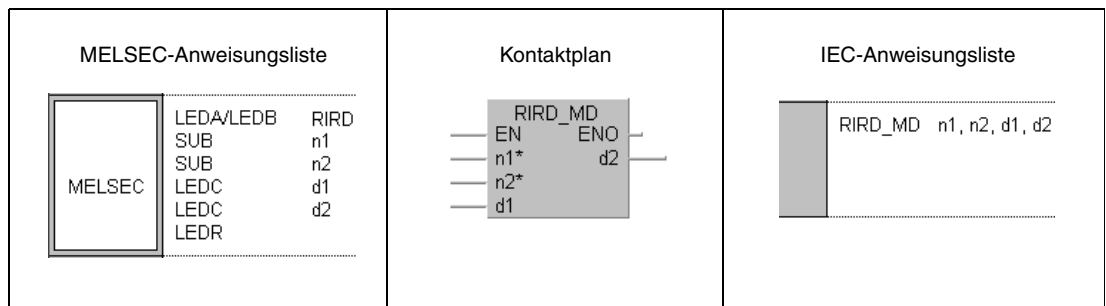 MELSEC-Anweisungsliste
MELSEC
LEDA/LEDB RIRD
SUB n1
SUB n2
LEDC d1
LEDC d2
LEDR
Kontaktplan
RIRD_MD
EN ENO
n1* d2
n2*
d1
IEC-Anweisungsliste
RIRD_MD n1, n2, d1, d2